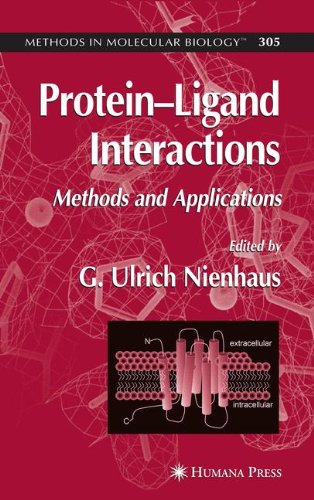 METHODS IN MOLECULAR BIOLOGY™ 305
Protein–Ligand
Interactions
Methods and Applications
Edited by
G. Ulrich Nienhaus
N
extracellular
C
intracellular
HUMANA PRESS